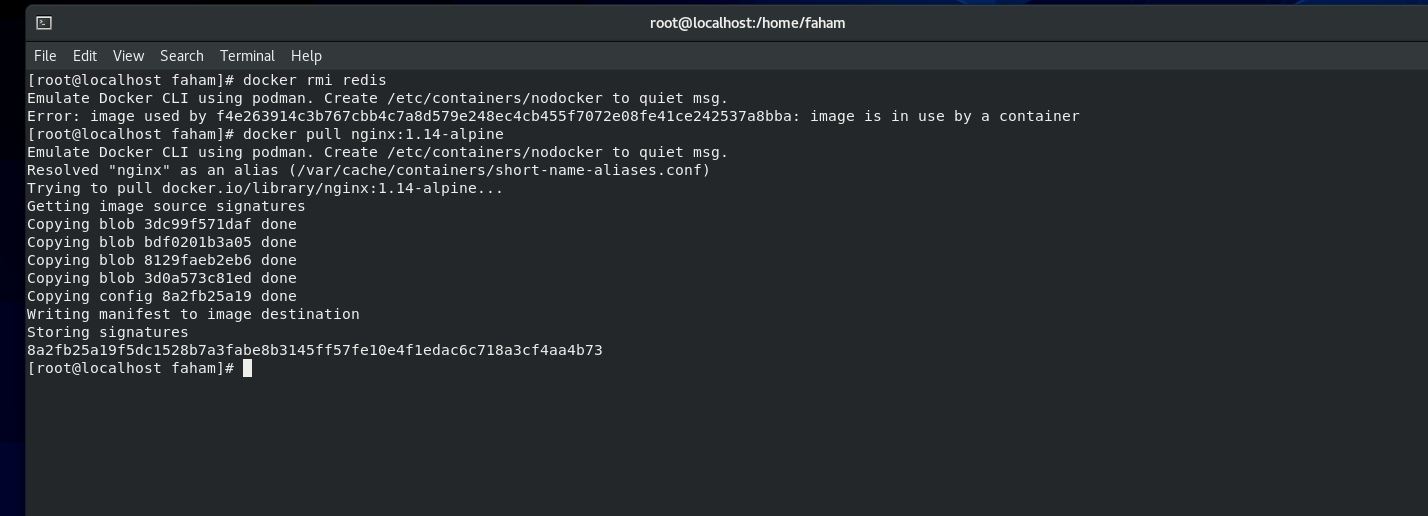 root@localhost:/home/faham
File Edit View Search Terminal Help
[root@localhost faham]# docker rmi redis
Emulate Docker CLI using podman. Create /etc/containers/nodocker to quiet msg.
Error: image used by f4e263914c3b767cbb4c7a8d579e248ec4cb455f7072e08fe41ce242537a8bba: image is in use by a container
[root@localhost faham]# docker pull nginx:1.14-alpine
Emulate Docker CLI using podman. Create /etc/containers/nodocker to quiet msg.
Resolved "nginx" as an alias (/var/cache/containers/short-name-aliases.conf)
Trying to pull docker.io/library/nginx:1.14-alpine...
Getting image source signatures
Copying blob 3dc99f571daf done
Copying blob bdf0201b3a05 done
Copying blob 8129faeb2eb6 done
Copying blob 3d0a573c81ed done
Copying config 8a2fb25a19 done
Writing manifest to image destination
Storing signatures
8a2fb25a19f5dc1528b7a3fabe8b3145ff57fe10e4f1edac6c718a3cf4aa4b73
[root@localhost faham]#